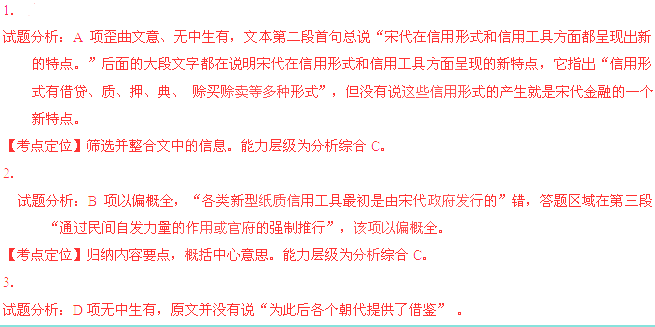 1.
试题分析：A 项歪曲文意、无中生有，文本第二段首句总说“宋代在信用形式和信用工具方面都呈现出新
的特点。”后面的大段文字都在说明宋代在信用形式和信用工具方面呈现的新特点，它指出“信用形
式有借贷、质、押、典、 赊买赊卖等多种形式”，但没有说这些信用形式的产生就是宋代金融的一个
新特点。
【考点定位】筛选并整合文中的信息。能力层级为分析综合 C。
2.
试题分析：B 项以偏概全，“各类新型纸质信用工具最初是由宋代政府发行的”错，答题区域在第三段
“通过民间自发力量的作用或官府的强制推行”，该项以偏概全。
【考点定位】归纳内容要点，概括中心意思。能力层级为分析综合 C。
3.
试题分析：D 项无中生有，原文并没有说“为此后各个朝代提供了借鉴” 。